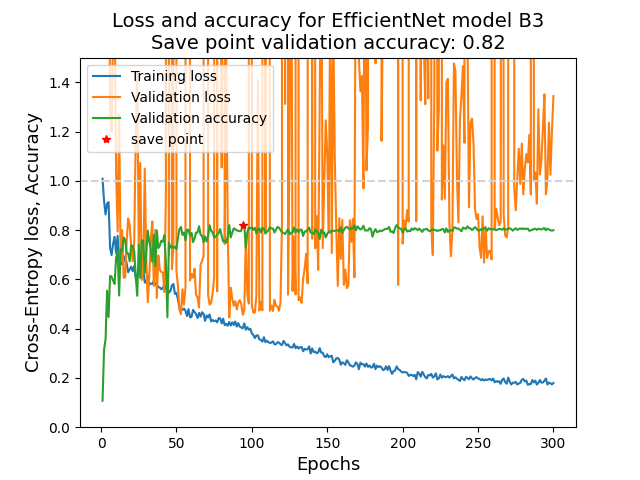 Loss and accuracy for EfficientNet model B3
Save point validation accuracy: 0.82
Training loss
Validation loss
Validation accuracy
save point
Cross-Entropy loss, Accuracy
1.4
1.2
1.0
0.8
0.6
0.4
0.2
0.0
0 50 100 150 200 250 300
Epochs